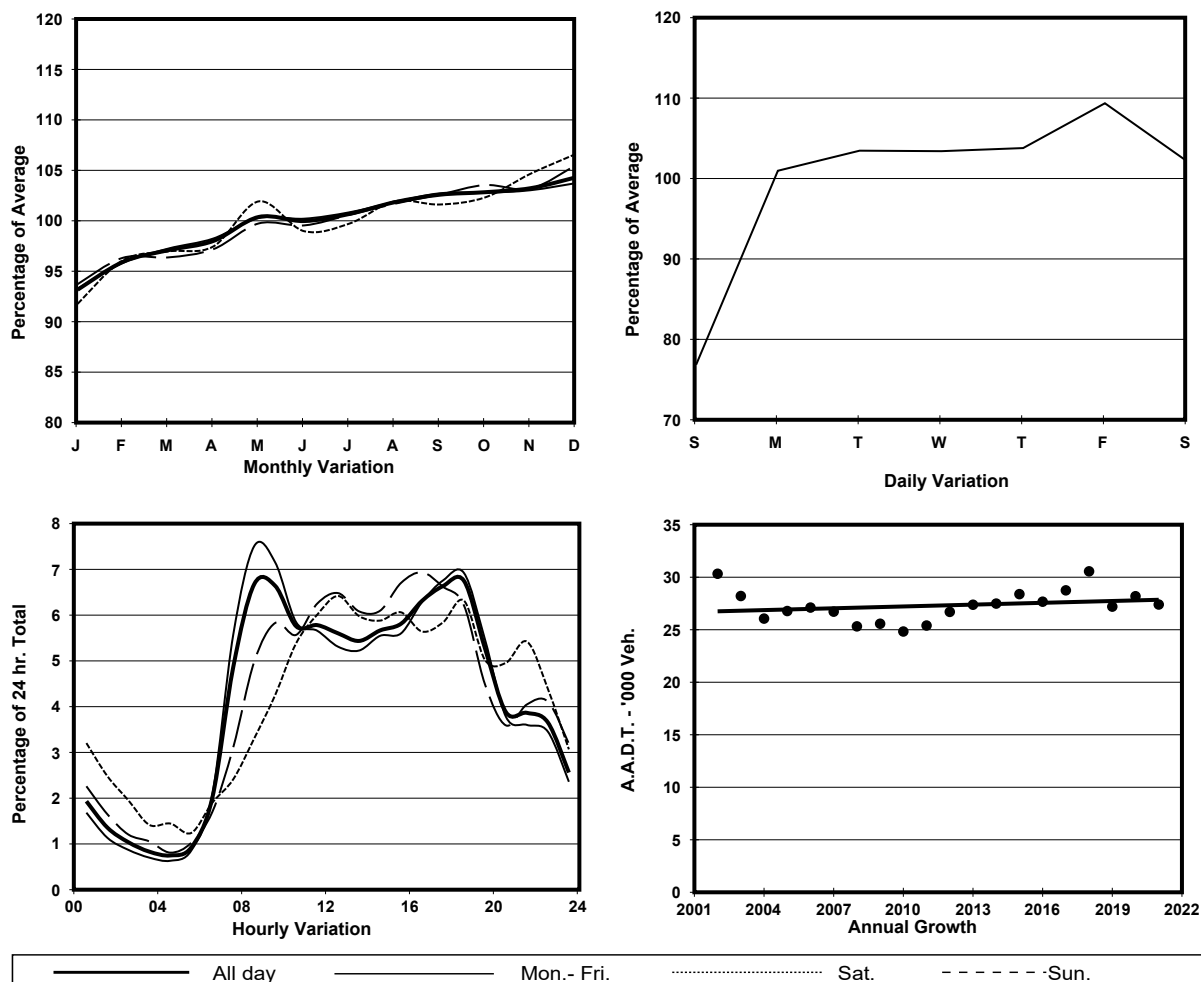 120
115
110
105
100
95
90
85
80
Percentage of Average
J F M A M J J A S O N D
Monthly Variation
120
110
100
90
80
70
Percentage of Average
S M T W T F S
Daily Variation
8
7
6
5
4
3
2
1
0
Percentage of 24 hr. Total
00 04 08 12 16 20 24
Hourly Variation
35
30
25
20
15
10
5
0
A.A.D.T. - '000 Veh.
2001 2004 2007 2010 2013 2016 2019 2022
Annual Growth
All day Mon.- Fri. Sat. Sun.